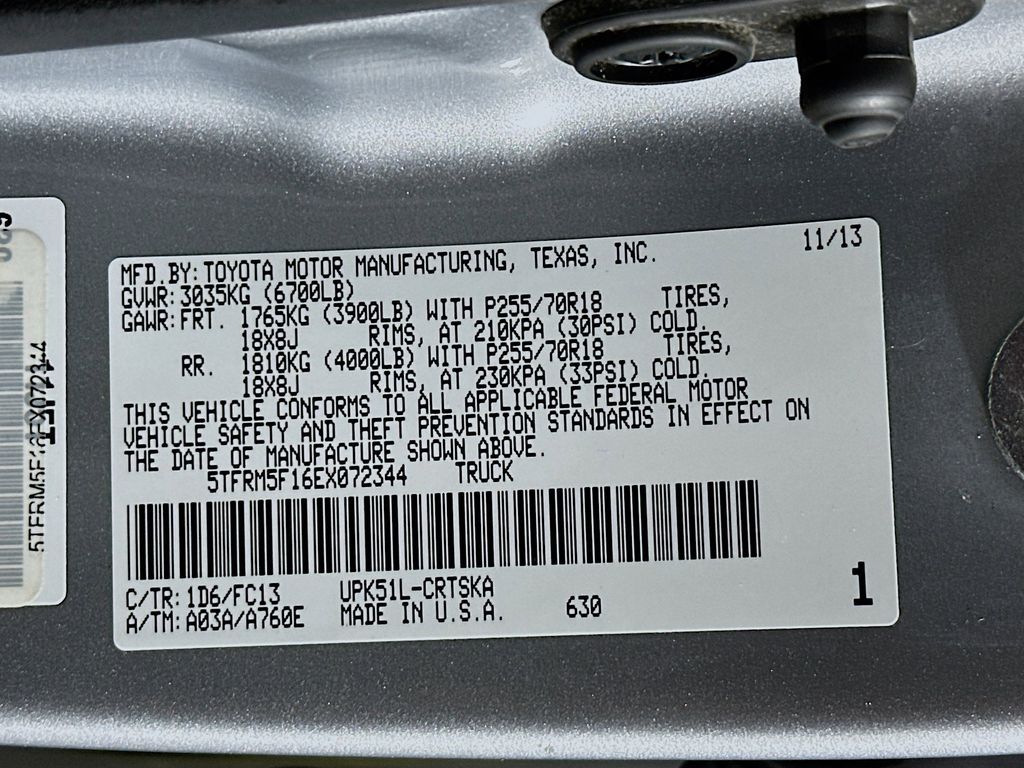 MFD.BY: TOYOTA MOTOR MANUFACTURING, TEXAS, INC. 11/13
GVWR: 3035KG (6700LB)
GAWR: FRT. 1765KG (3900LB) WITH P255/70R18 TIRES,
18X8J RIMS, AT 210KPA (30PSI) COLD.
RR. 1810KG (4000LB) WITH P255/70R18 TIRES,
18X8J RIMS, AT 230KPA (33PSI) COLD.
THIS VEHICLE CONFORMS TO ALL APPLICABLE FEDERAL MOTOR
VEHICLE SAFETY AND THEFT PREVENTION STANDARDS IN EFFECT ON
THE DATE OF MANUFACTURE SHOWN ABOVE.
5TFRM5F16EX072344 TRUCK
C/TR: 1D6/FC13 UPK51L-CRTSKA
A/TM: A03A/A760E MADE IN U.S.A. 630
1